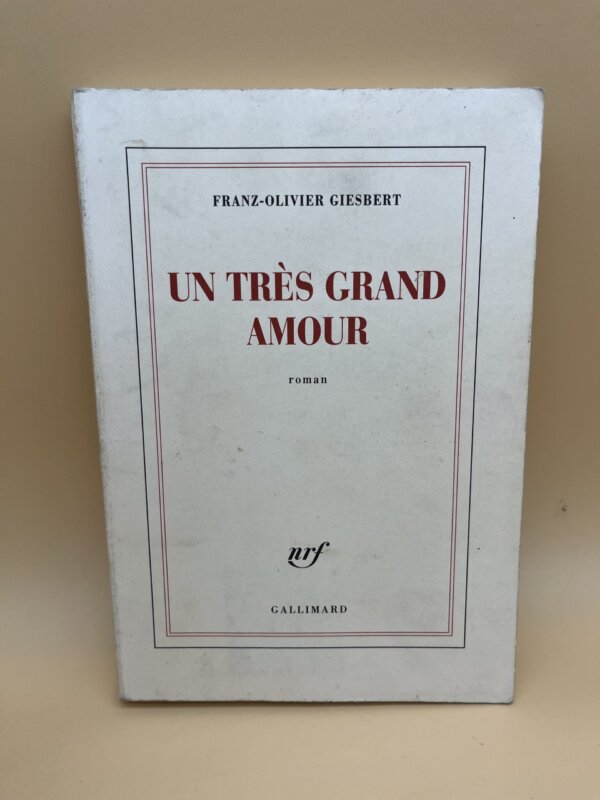 FRANZ-OLIVIER GIESBERT
UN TRÈS GRAND
AMOUR
roman
nrf
GALLIMARD